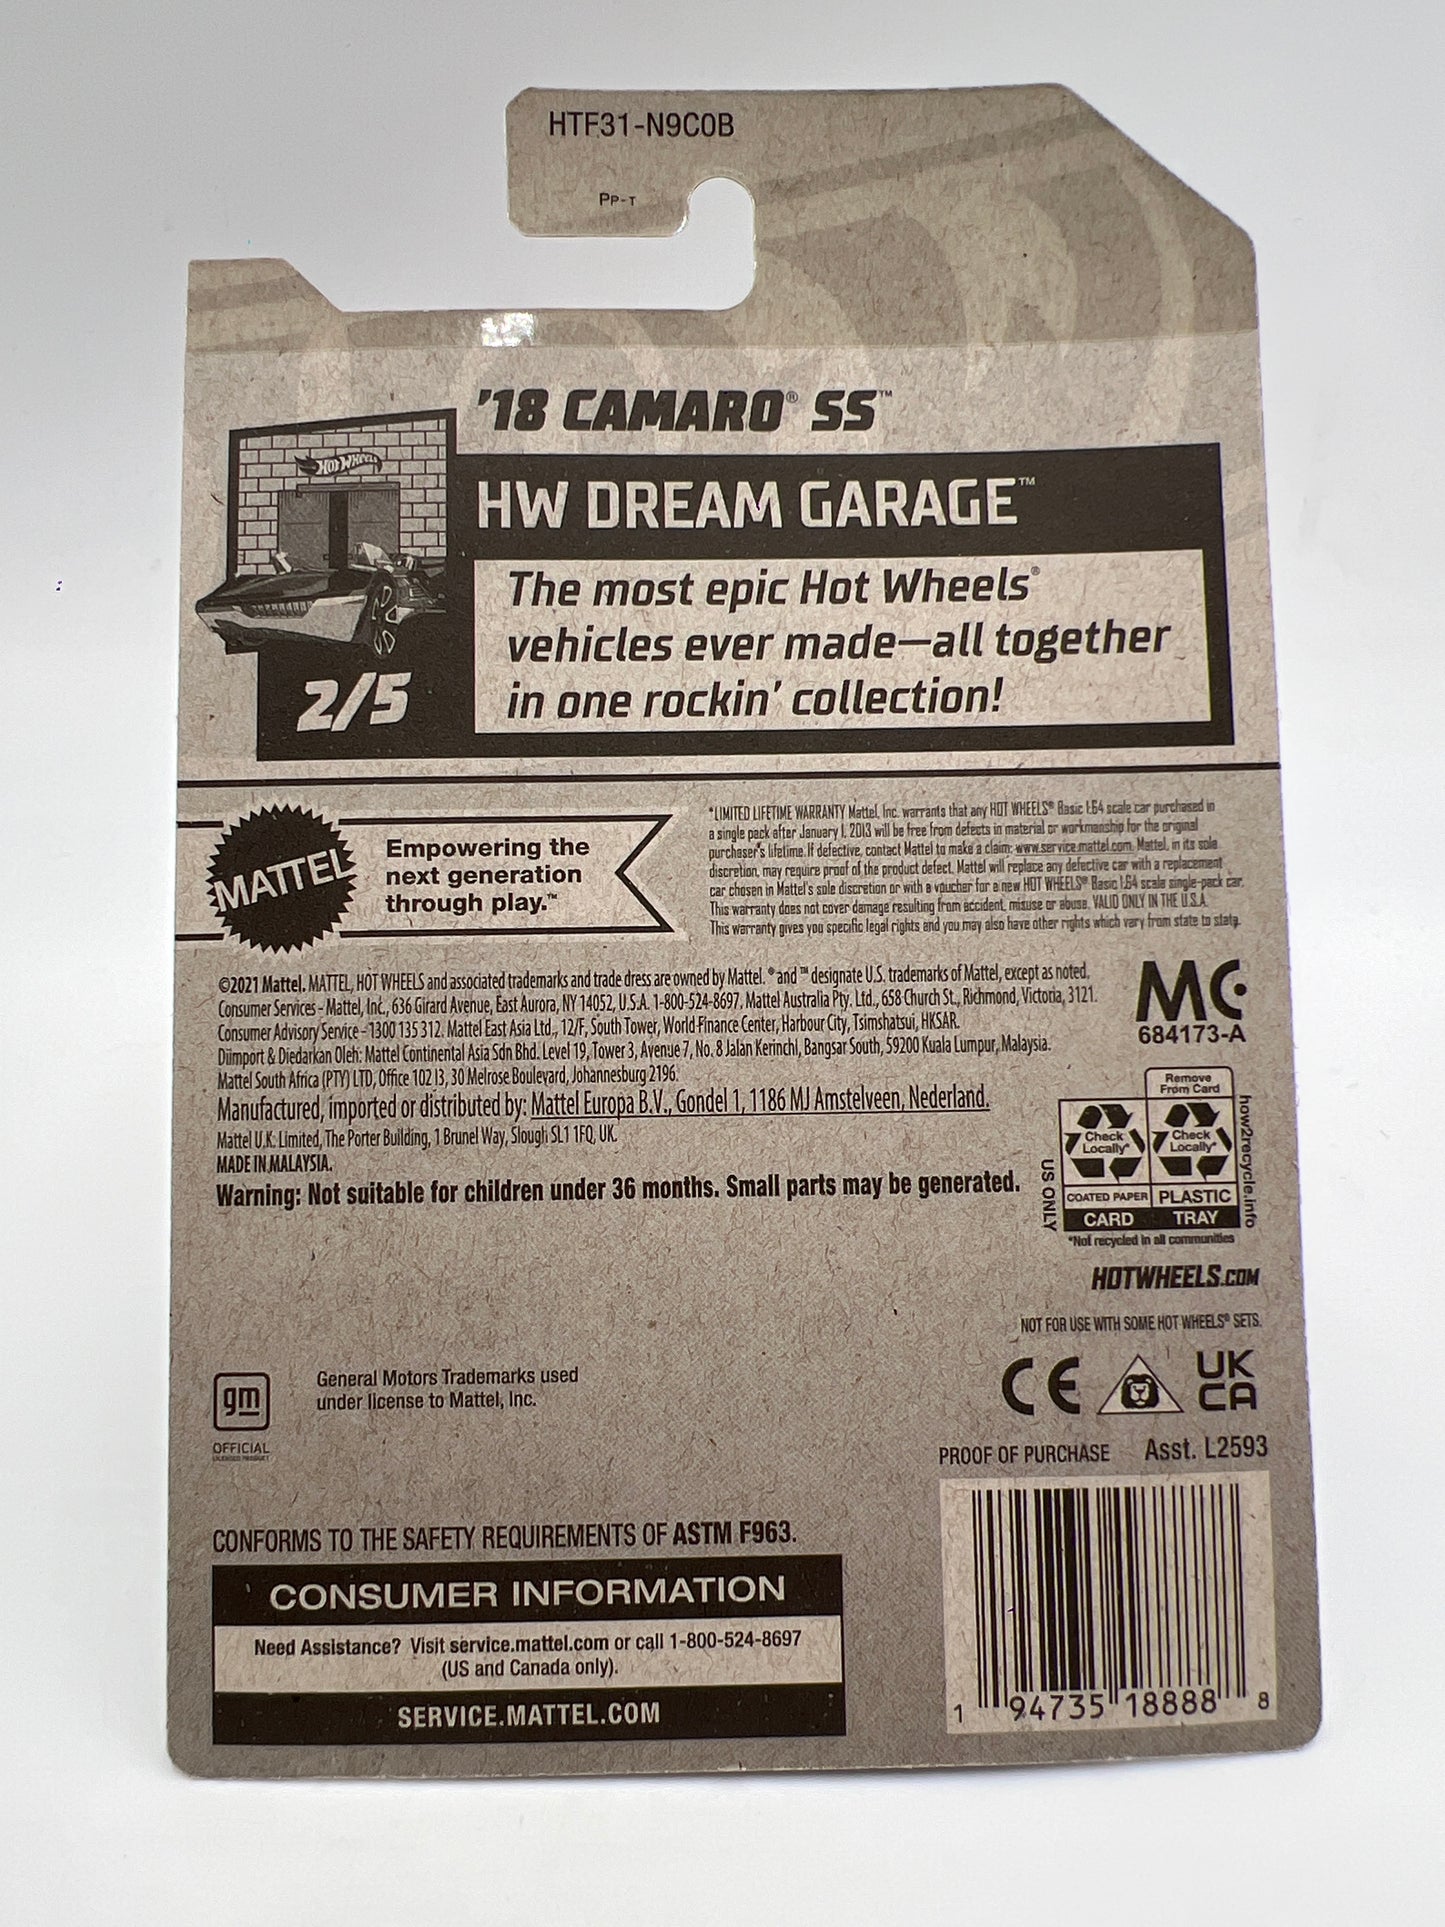 HTF31-N9C0B
PP-T
'18 CAMARO® SS™
HOT WHEELS
HW DREAM GARAGE™
The most epic Hot Wheels®
vehicles ever made—all together
in one rockin' collection!
2/5
MATTEL
Empowering the
next generation
through play.™
*LIMITED LIFETIME WARRANTY Mattel, Inc. warrants that any HOT WHEELS® Basic 1:64 scale car purchased in
a single pack after January 1, 2013 will be free from defects in material or workmanship for the original
purchaser's lifetime. If defective, contact Mattel to make a claim: www.service.mattel.com. Mattel, in its sole
discretion, may require proof of the product defect. Mattel will replace any defective car with a replacement
car chosen in Mattel's sole discretion or with a voucher for a new HOT WHEELS® Basic 1:64 scale single-pack car.
This warranty does not cover damage resulting from accident, misuse or abuse. VALID ONLY IN THE U.S.A.
This warranty gives you specific legal rights and you may also have other rights which vary from state to state.
©2021 Mattel. MATTEL, HOT WHEELS and associated trademarks and trade dress are owned by Mattel. ® and ™ designate U.S. trademarks of Mattel, except as noted.
Consumer Services - Mattel, Inc., 636 Girard Avenue, East Aurora, NY 14052, U.S.A. 1-800-524-8697. Mattel Australia Pty. Ltd., 658 Church St., Richmond, Victoria, 3121.
Consumer Advisory Service - 1300 135 312. Mattel East Asia Ltd., 12/F, South Tower, World Finance Center, Harbour City, Tsimshatsui, HKSAR.
Diimport & Diedarkan Oleh: Mattel Continental Asia Sdn Bhd. Level 19, Tower 3, Avenue 7, No. 8 Jalan Kerinchi, Bangsar South, 59200 Kuala Lumpur, Malaysia.
Mattel South Africa (PTY) LTD, Office 102 I3, 30 Melrose Boulevard, Johannesburg 2196.
Manufactured, imported or distributed by: Mattel Europa B.V., Gondel 1, 1186 MJ Amstelveen, Nederland.
Mattel U.K. Limited, The Porter Building, 1 Brunel Way, Slough SL1 1FQ, UK.
MADE IN MALAYSIA.
Warning: Not suitable for children under 36 months. Small parts may be generated.
MC
684173-A
Remove
From Card
Check
Locally*
Check
Locally*
COATED PAPER
PLASTIC
CARD
TRAY
US ONLY
how2recycle.info
*Not recycled in all communities
HOTWHEELS.COM
NOT FOR USE WITH SOME HOT WHEELS® SETS.
CE
UK
CA
gm
OFFICIAL
LICENSED PRODUCT
General Motors Trademarks used
under license to Mattel, Inc.
PROOF OF PURCHASE Asst. L2593
CONFORMS TO THE SAFETY REQUIREMENTS OF ASTM F963.
CONSUMER INFORMATION
Need Assistance? Visit service.mattel.com or call 1-800-524-8697
(US and Canada only).
SERVICE.MATTEL.COM
1 94735 18888 8